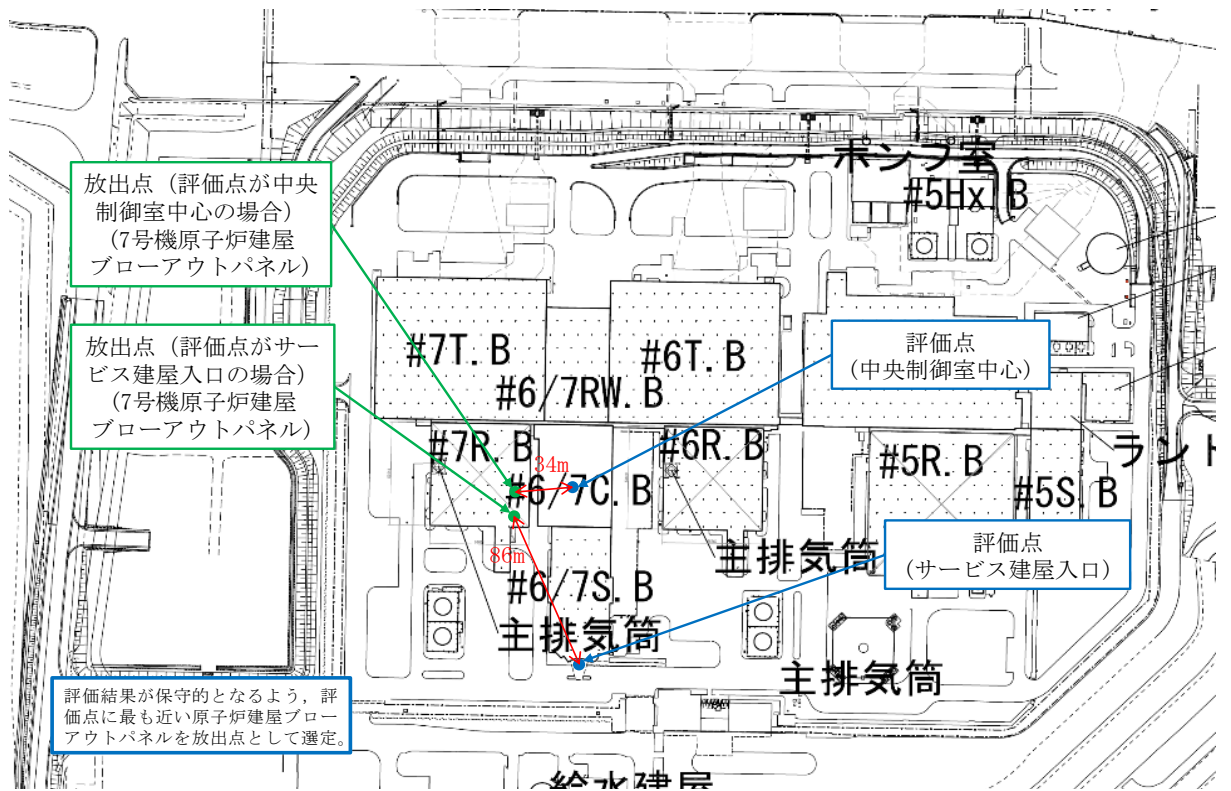 ポンプ室
#5Hx.B
放出点（評価点が中央
制御室中心の場合）
（7号機原子炉建屋
ブローアウトパネル）
放出点（評価点がサー
ビス建屋入口の場合）
（7号機原子炉建屋
ブローアウトパネル）
#7T.B
#6T.B
#6/7RW.B
評価点
（中央制御室中心）
#7R.B
34m
#6/7C.B
#6R.B
#5R.B
#5S.B
ランド
86m
主排気筒
評価点
（サービス建屋入口）
#6/7S.B
主排気筒
主排気筒
評価結果が保守的となるよう，評
価点に最も近い原子炉建屋ブロー
アウトパネルを放出点として選定。
給水建屋